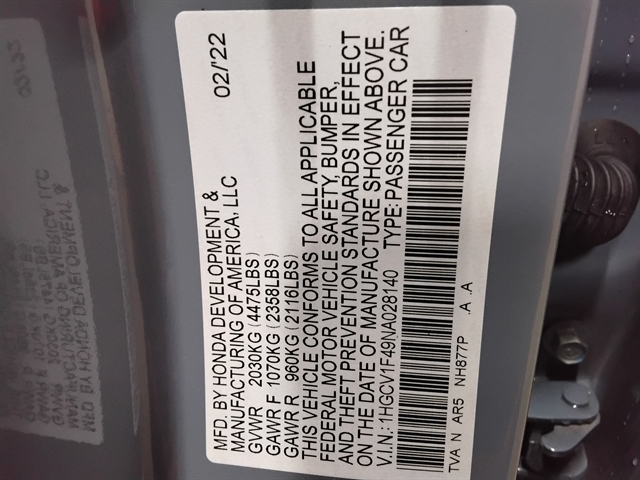 MFD. BY HONDA DEVELOPMENT & 02/'22
MANUFACTURING OF AMERICA, LLC
GVWR 2030KG (4475LBS)
GAWR F 1070KG (2358LBS)
GAWR R 960KG (2116LBS)
THIS VEHICLE CONFORMS TO ALL APPLICABLE
FEDERAL MOTOR VEHICLE SAFETY, BUMPER,
AND THEFT PREVENTION STANDARDS IN EFFECT
ON THE DATE OF MANUFACTURE SHOWN ABOVE.
V.I.N.: 1HGCV1F49NA028140 TYPE:PASSENGER CAR
TVA N AR5 NH877P .A .A